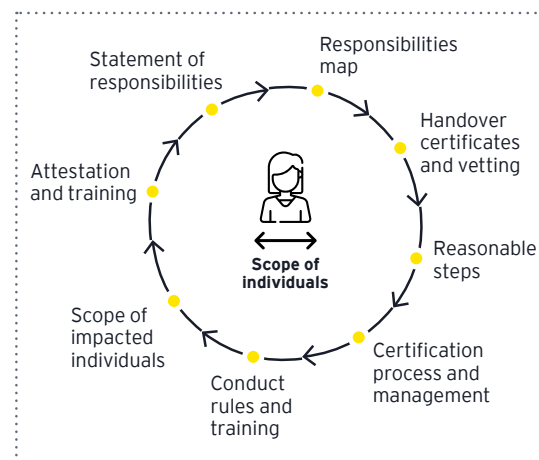 Responsibilities
map
Handover
certificates
and vetting
Reasonable
steps
Certification
process and
management
Conduct
rules and
training
Scope of
impacted
individuals
Attestation
and training
Statement of
responsibilities
Scope of
individuals